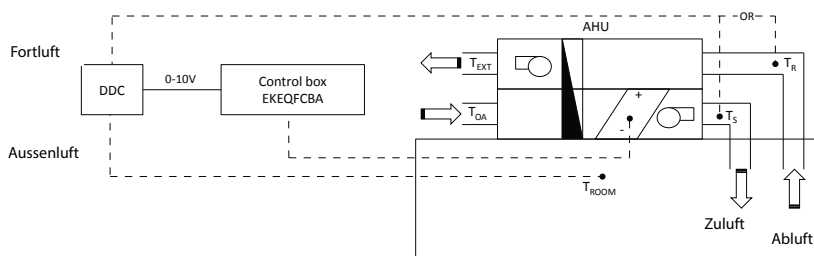 OR
AHU
Fortluft
T_EXT
T_R
DDC
0-10V
Control box
EKEQFCBA
+
T_OA
-
T_S
Aussenluft
T_ROOM
Zuluft
Abluft